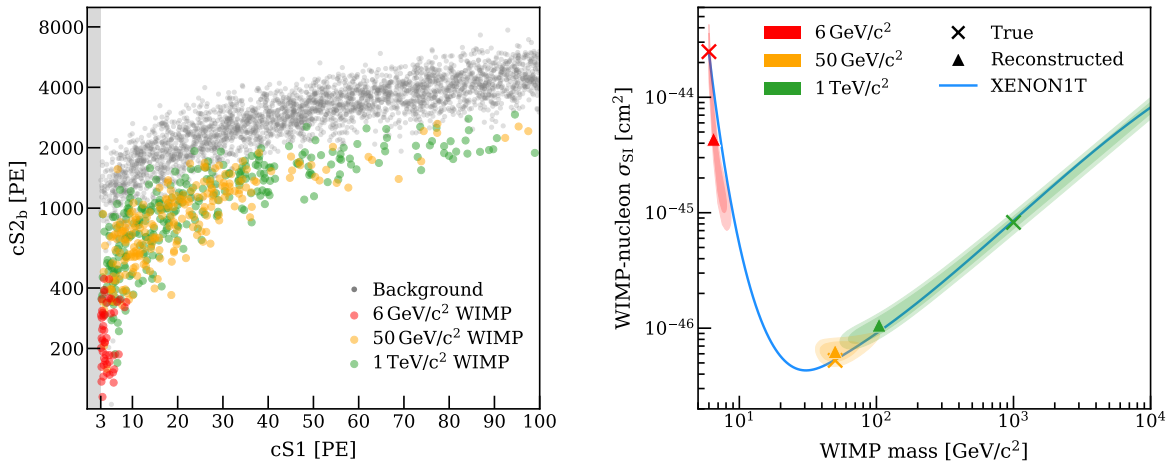 8000
4000
2000
1000
400
200
cS2b [PE]
Background
6 GeV/c² WIMP
50 GeV/c² WIMP
1 TeV/c² WIMP
3 10 20 30 40 50 60 70 80 90 100
cS1 [PE]
6 GeV/c²
50 GeV/c²
1 TeV/c²
True
Reconstructed
XENON1T
10⁻⁴⁴
10⁻⁴⁵
10⁻⁴⁶
WIMP-nucleon σSI [cm²]
10¹ 10² 10³ 10⁴
WIMP mass [GeV/c²]